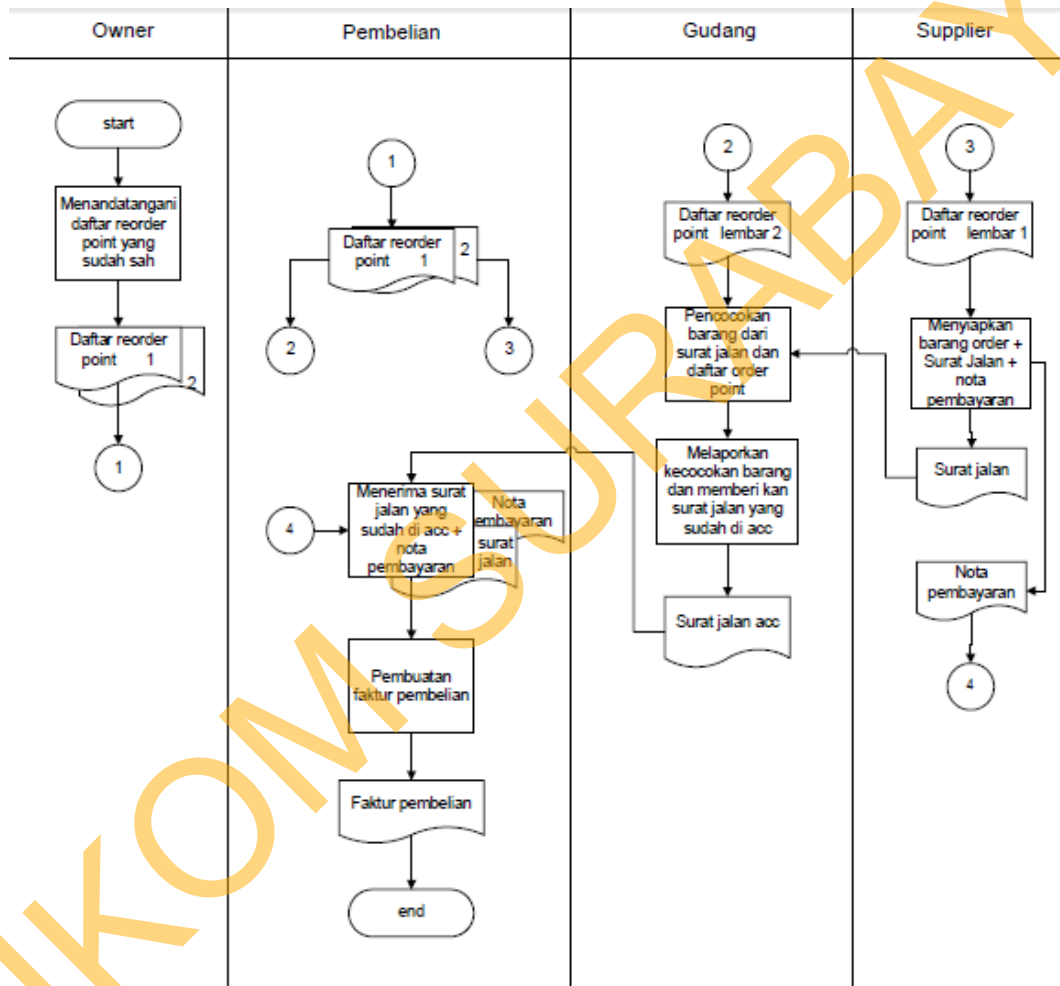 Owner
Pembelian
Gudang
Supplier
start
Menandatangani
daftar reorder
point yang
sudah sah
Daftar reorder
point 1
2
1
1
Daftar reorder
point 1
2
2
3
4
Menerima surat
jalan yang
sudah di acc +
nota
pembayaran
Nota
embayaran
surat
jalan
Pembuatan
faktur pembelian
Faktur pembelian
end
2
Daftar reorder
point lembar 2
Pencocokan
barang dari
surat jalan dan
daftar order
point
Melaporkan
kecocokan barang
dan memberi kan
surat jalan yang
sudah di acc
Surat jalan acc
3
Daftar reorder
point lembar 1
Menyiapkan
barang order +
Surat Jalan +
nota
pembayaran
Surat jalan
Nota
pembayaran
4
IKOM SURABAY